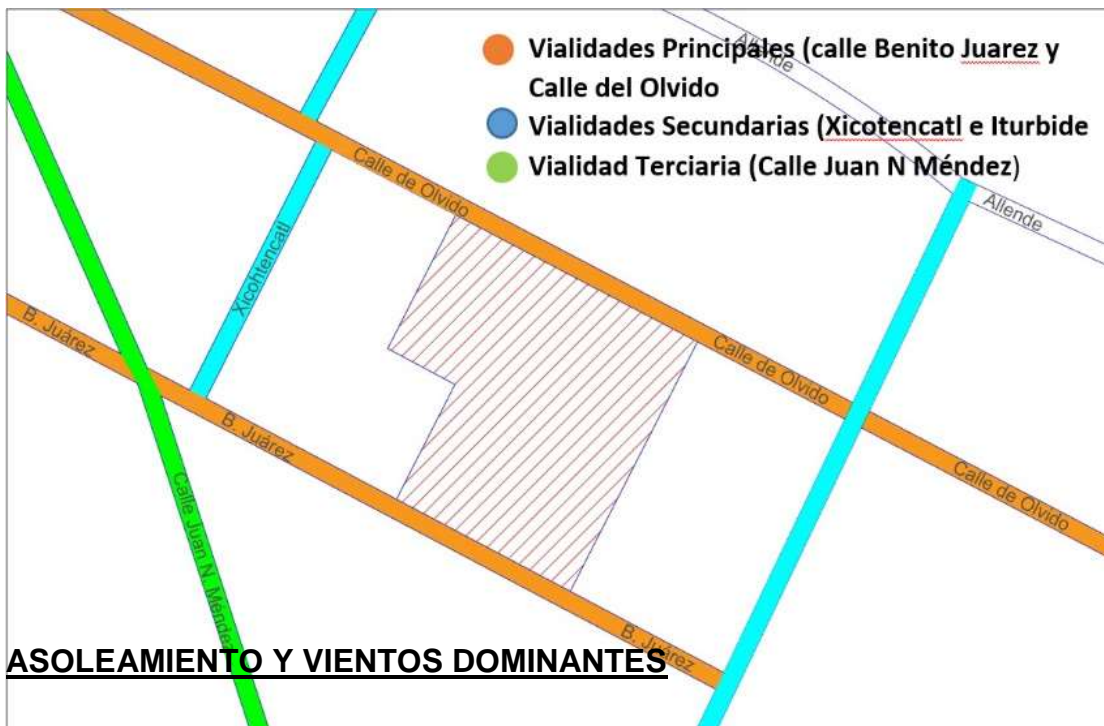 Allende
Vialidades Principales (calle Benito Juarez y
Calle del Olvido
Vialidades Secundarias (Xicotencatl e Iturbide
Vialidad Terciaria (Calle Juan N Méndez)
Allende
Calle de Olvido
Xicohtencatl
B. Juárez
Calle de Olvido
B. Juárez
Calle de Olvido
Calle Juan N. Méndez
B. Juárez
ASOLEAMIENTO Y VIENTOS DOMINANTES